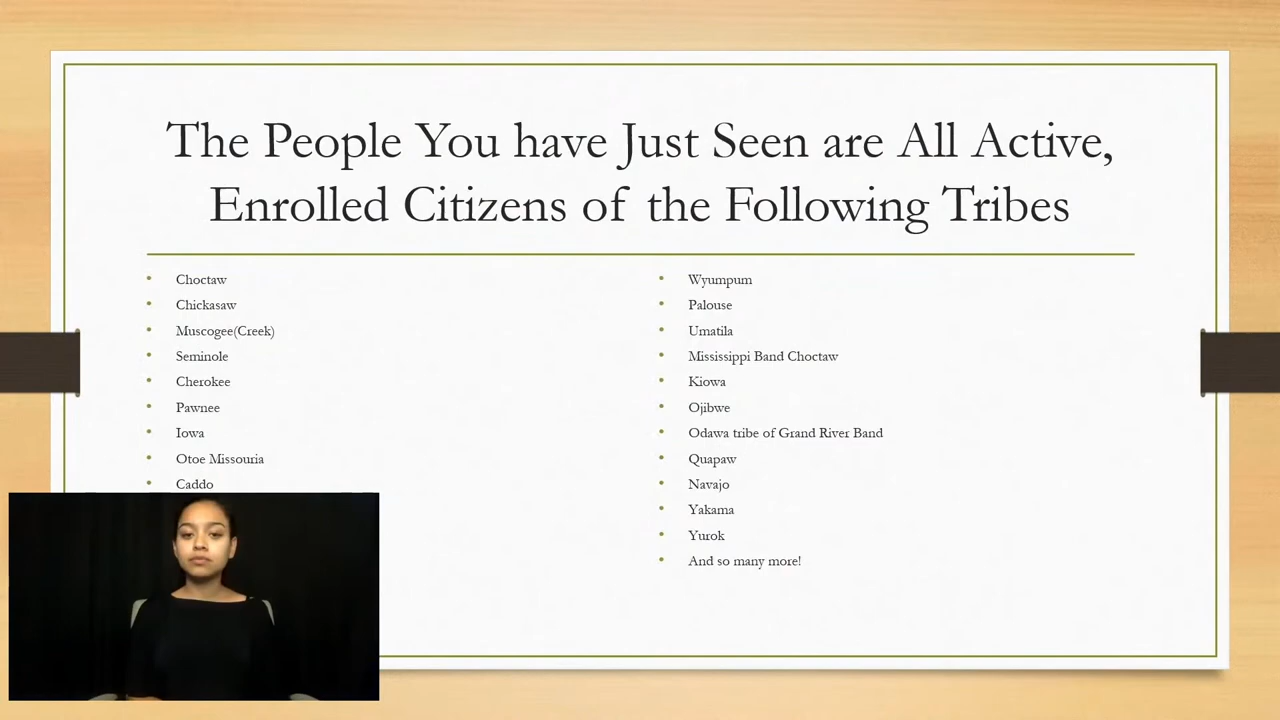 The People You have Just Seen are All Active,
Enrolled Citizens of the Following Tribes
Choctaw
Chickasaw
Muscogee(Creek)
Seminole
Cherokee
Pawnee
Iowa
Otoe Missouria
Caddo
Wyumpum
Palouse
Umatila
Mississippi Band Choctaw
Kiowa
Ojibwe
Odawa tribe of Grand River Band
Quapaw
Navajo
Yakama
Yurok
And so many more!